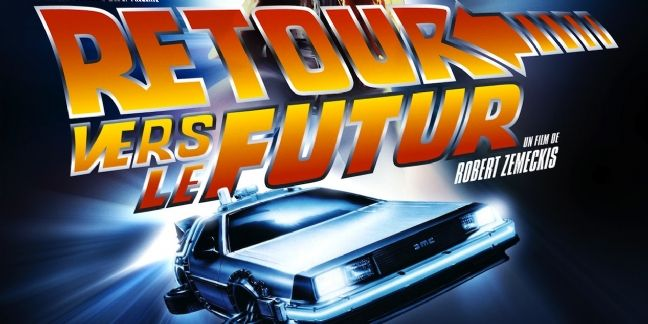 RETOUR
VERS
LE FUTUR
UN FILM DE
ROBERT ZEMECKIS
DMC